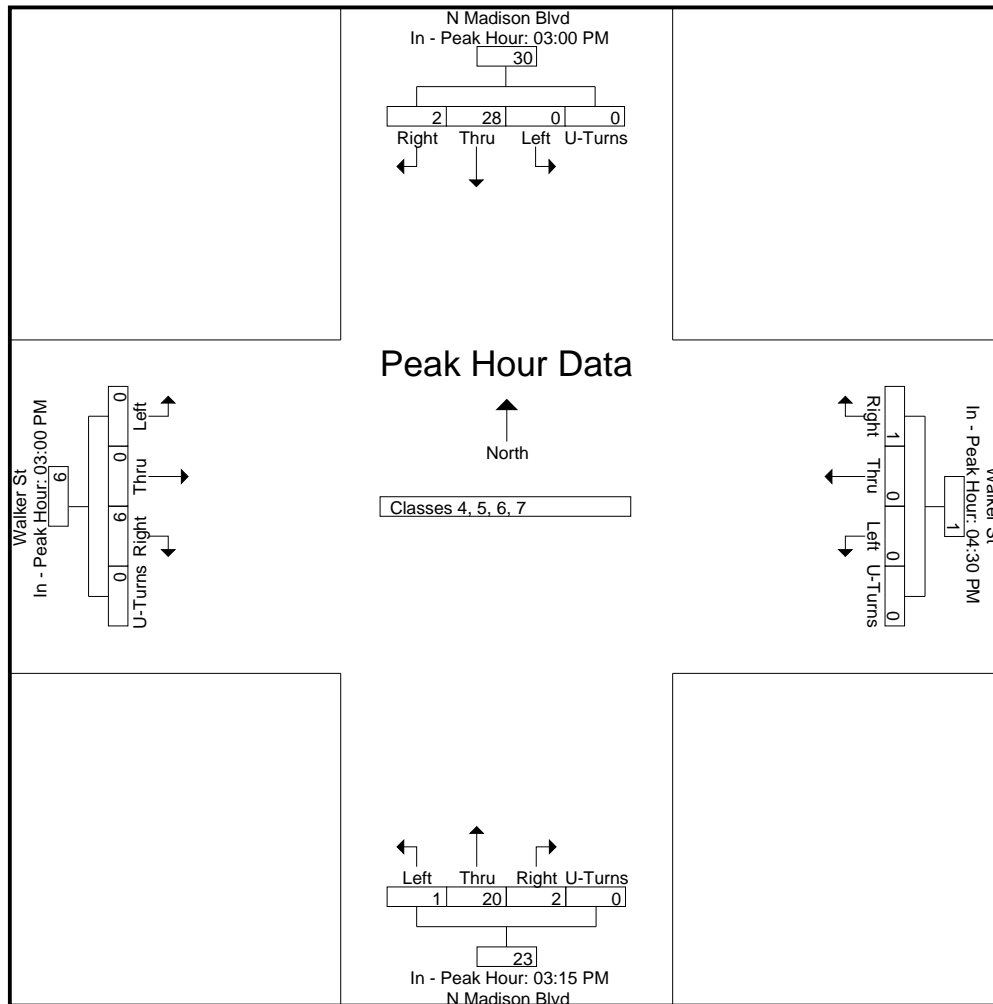 N Madison Blvd
In - Peak Hour: 03:00 PM
30
2 28 0 0
Right Thru Left U-Turns
Peak Hour Data
North
Classes 4, 5, 6, 7
Walker St
In - Peak Hour: 03:00 PM
6
0 0 6 0
Left Thru Right U-Turns
Walker St
In - Peak Hour: 04:30 PM
1
1 0 0 0
Right Thru Left U-Turns
Left Thru Right U-Turns
1 20 2 0
23
In - Peak Hour: 03:15 PM
N Madison Blvd